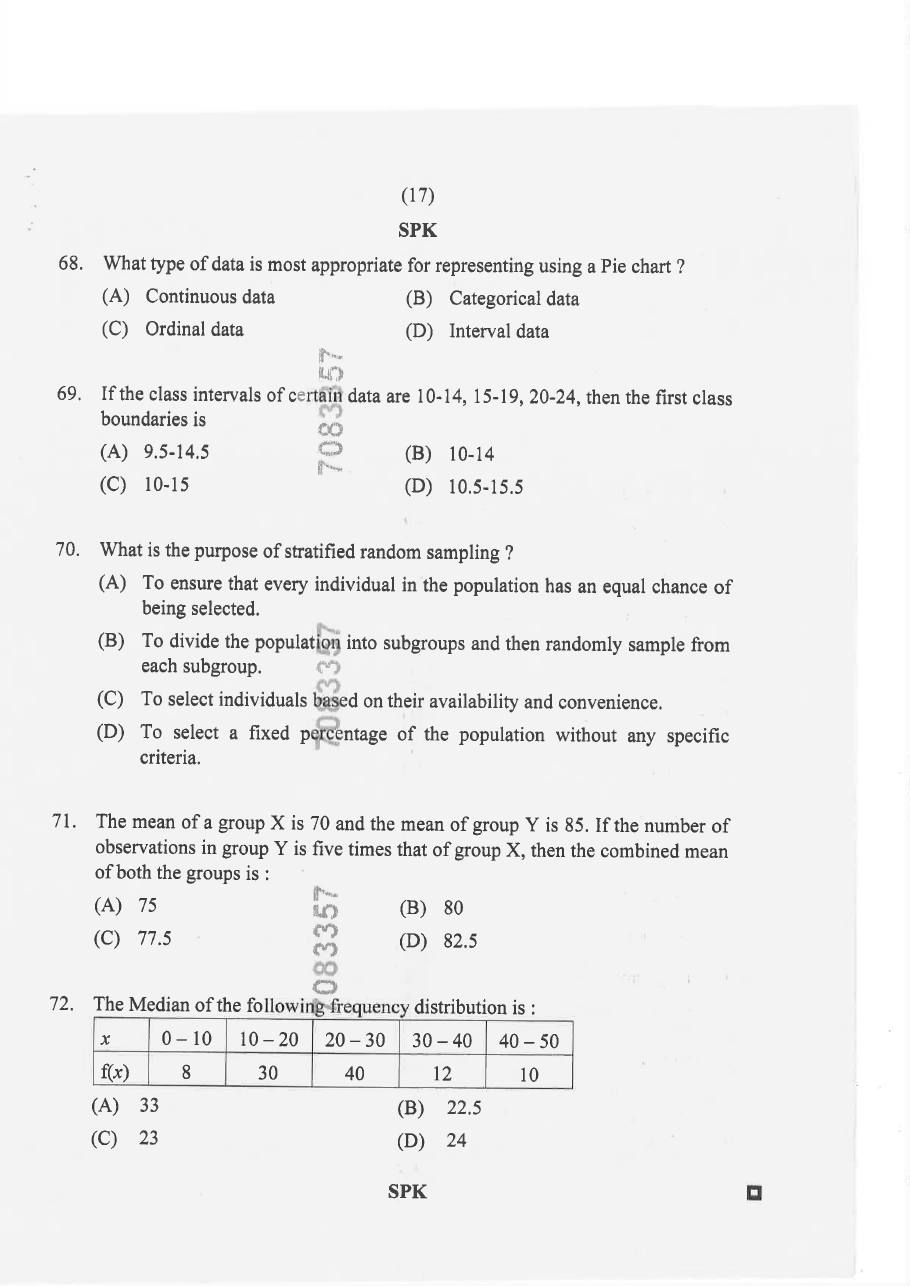 (17)
SPK
68. What type of data is most appropriate for representing using a Pie chart ?
(A) Continuous data (B) Categorical data
(C) Ordinal data (D) Interval data
69. If the class intervals of certain data are 10-14, 15-19, 20-24, then the first class
boundaries is
(A) 9.5-14.5 (B) 10-14
(C) 10-15 (D) 10.5-15.5
7083357
70. What is the purpose of stratified random sampling ?
(A) To ensure that every individual in the population has an equal chance of
being selected.
(B) To divide the population into subgroups and then randomly sample from
each subgroup.
(C) To select individuals based on their availability and convenience.
(D) To select a fixed percentage of the population without any specific
criteria.
7083357
71. The mean of a group X is 70 and the mean of group Y is 85. If the number of
observations in group Y is five times that of group X, then the combined mean
of both the groups is :
(A) 75 (B) 80
(C) 77.5 (D) 82.5
7083357
72. The Median of the following frequency distribution is :
x 0 – 10 10 – 20 20 – 30 30 – 40 40 – 50
f(x) 8 30 40 12 10
(A) 33 (B) 22.5
(C) 23 (D) 24
SPK